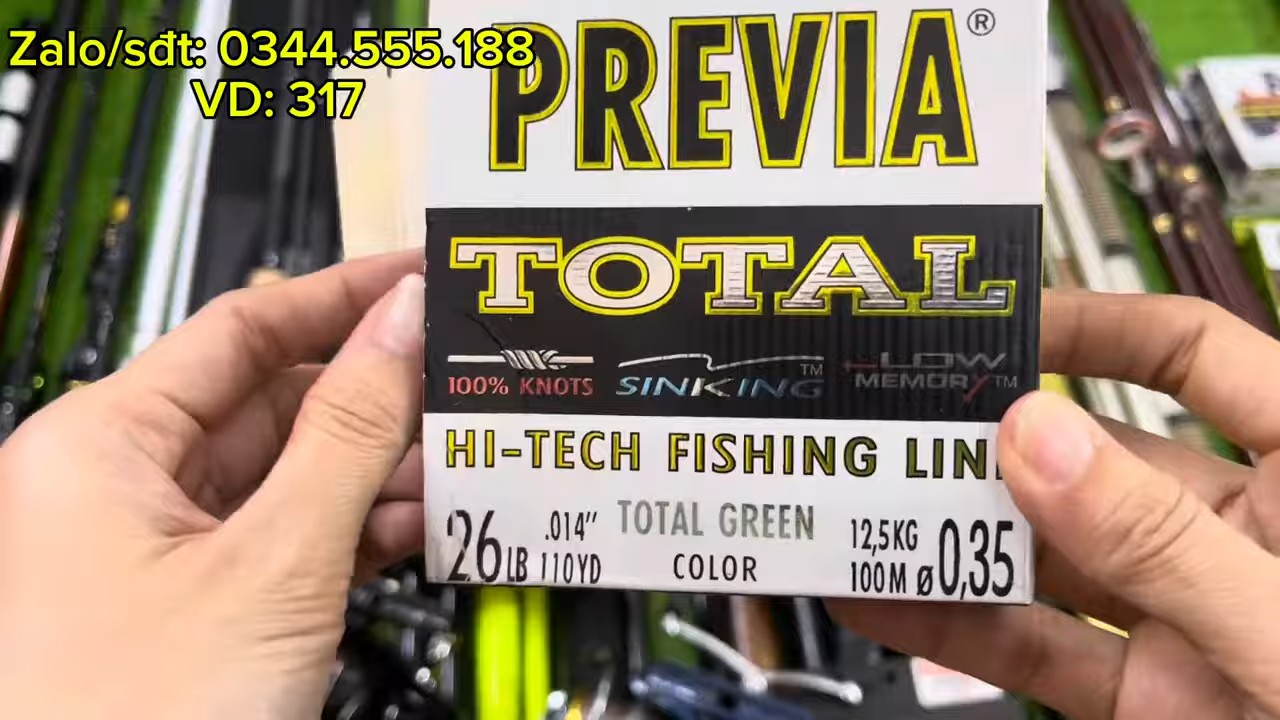 Zalo/sđt: 0344.555.188
VD: 317
PREVIA®
TOTAL
100% KNOTS
SINKING™
LOW MEMORY™
HI-TECH FISHING
26LB .014" 110YD
TOTAL GREEN
COLOR
12,5KG 100M ø0,35